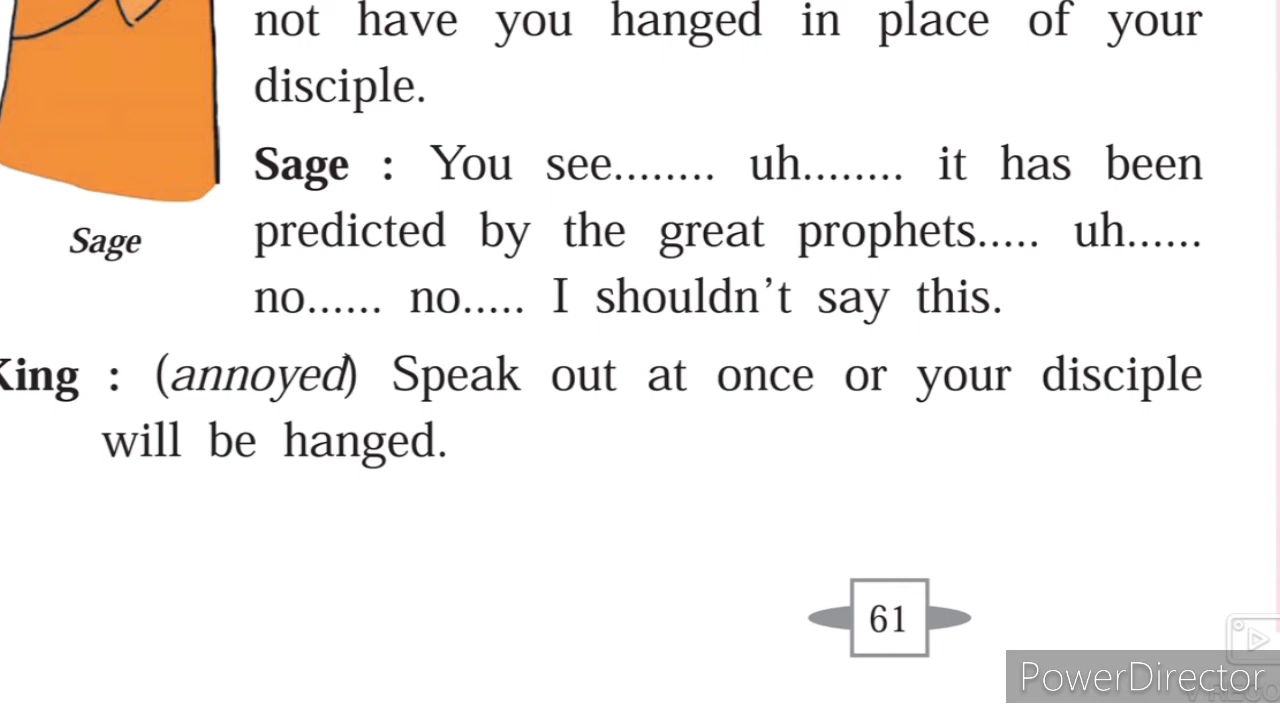 not have you hanged in place of your
disciple.
Sage : You see........ uh........ it has been
predicted by the great prophets..... uh......
no...... no..... I shouldn't say this.
Sage
King : (annoyed) Speak out at once or your disciple
will be hanged.
61
PowerDirector